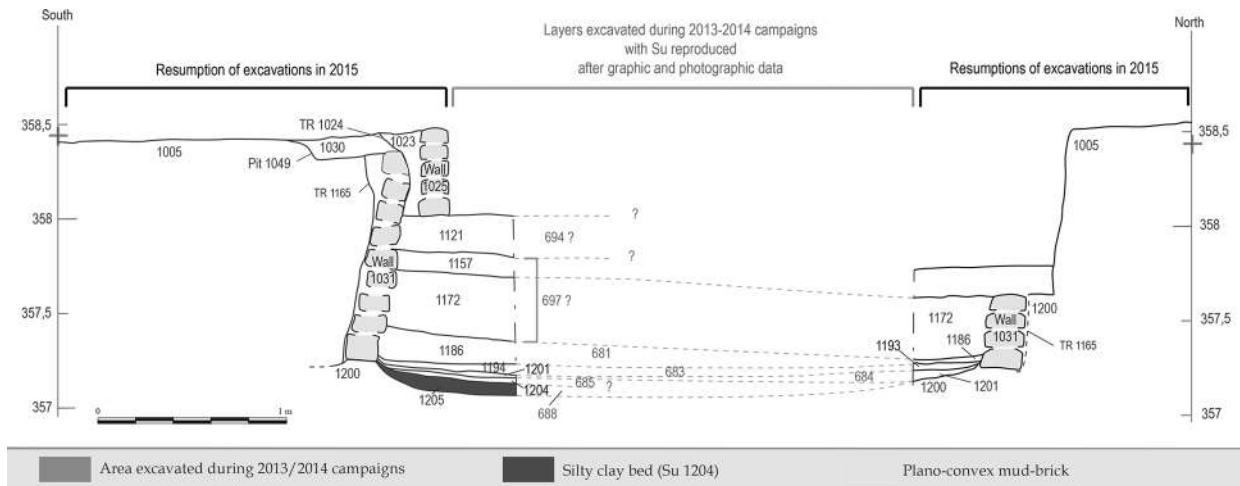 South
North
Layers excavated during 2013-2014 campaigns
with Su reproduced
after graphic and photographic data
Resumption of excavations in 2015
Resumptions of excavations in 2015
358,5
TR 1024
1023
1030
1005
Pit 1049
Wall
1025
TR 1165
358
1121
694 ?
?
1157
?
Wall
1031
697 ?
1172
357,5
1186
681
1194
1201
683
1200
685
?
684
1204
1205
688
357
0
1 m
358,5
1005
358
1200
1172
Wall
1031
357,5
1193
1186
TR 1165
1200
1201
357
Area excavated during 2013/2014 campaigns
Silty clay bed (Su 1204)
Plano-convex mud-brick